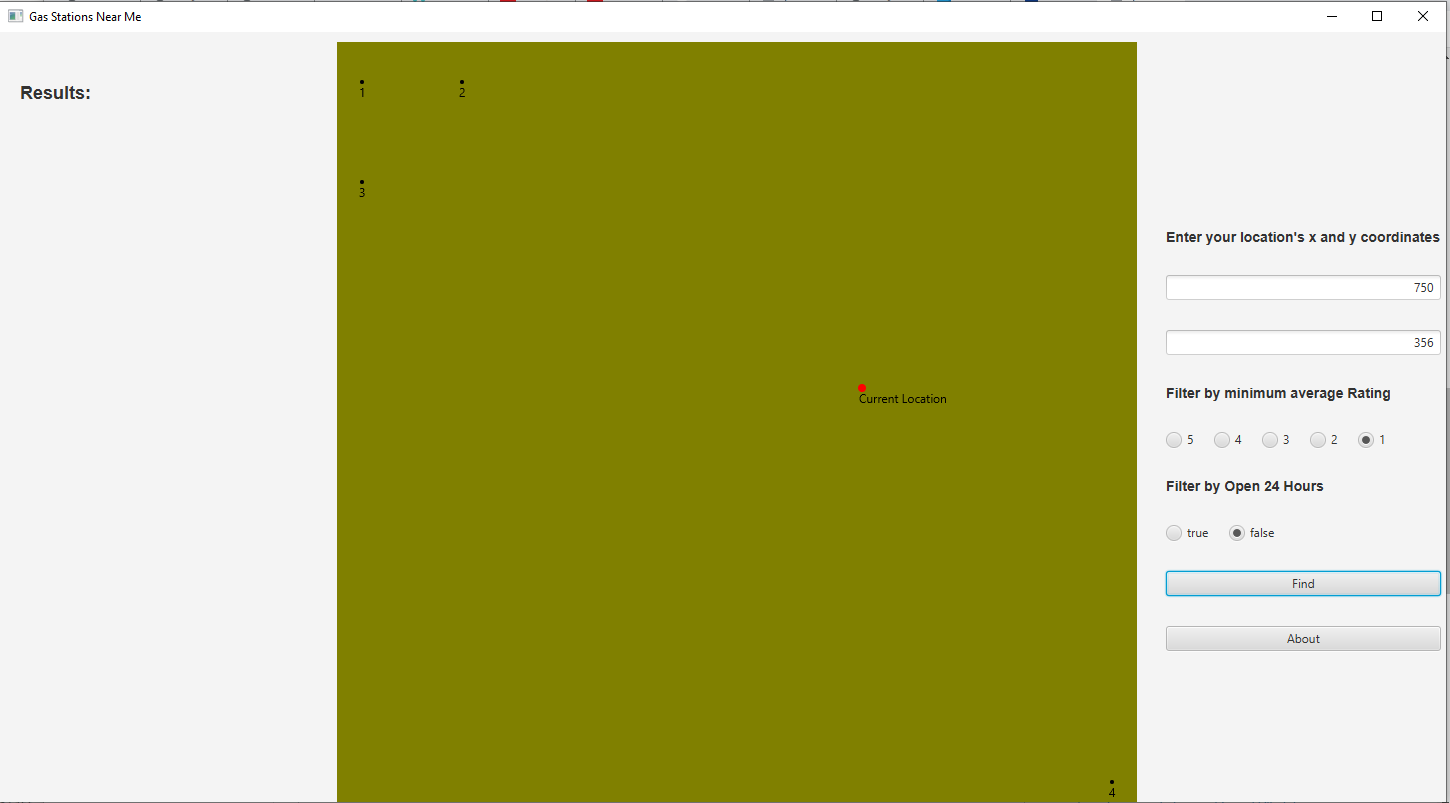 Gas Stations Near Me
Results:
1
2
3
Current Location
4
Enter your location's x and y coordinates
750
356
Filter by minimum average Rating
5 4 3 2 1
Filter by Open 24 Hours
true false
Find
About